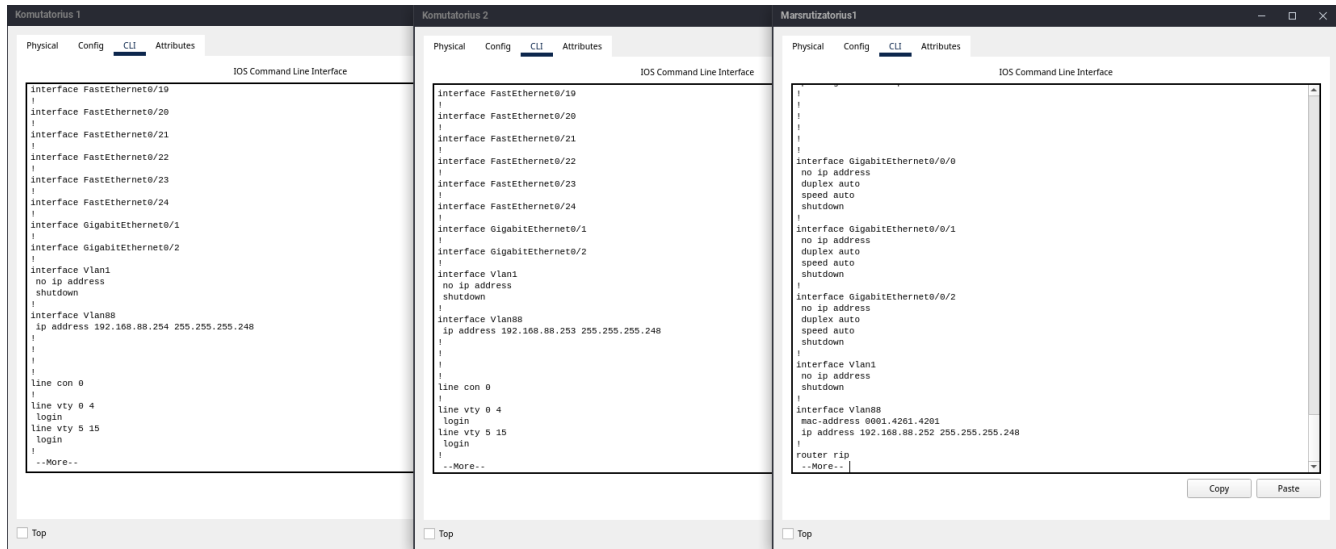 Komutatorius 1
Physical Config CLI Attributes
IOS Command Line Interface
interface FastEthernet0/19
!
interface FastEthernet0/20
!
interface FastEthernet0/21
!
interface FastEthernet0/22
!
interface FastEthernet0/23
!
interface FastEthernet0/24
!
interface GigabitEthernet0/1
!
interface GigabitEthernet0/2
!
interface Vlan1
no ip address
shutdown
!
interface Vlan88
ip address 192.168.88.254 255.255.255.248
!
!
!
!
line con 0
!
line vty 0 4
login
line vty 5 15
login
!
--More--
Top
Komutatorius 2
Physical Config CLI Attributes
IOS Command Line Interface
interface FastEthernet0/19
!
interface FastEthernet0/20
!
interface FastEthernet0/21
!
interface FastEthernet0/22
!
interface FastEthernet0/23
!
interface FastEthernet0/24
!
interface GigabitEthernet0/1
!
interface GigabitEthernet0/2
!
interface Vlan1
no ip address
shutdown
!
interface Vlan88
ip address 192.168.88.253 255.255.255.248
!
!
!
!
line con 0
!
line vty 0 4
login
line vty 5 15
login
!
--More--
Top
Marsrutizatorius1
Physical Config CLI Attributes
IOS Command Line Interface
!
!
!
!
!
!
interface GigabitEthernet0/0/0
no ip address
duplex auto
speed auto
shutdown
!
interface GigabitEthernet0/0/1
no ip address
duplex auto
speed auto
shutdown
!
interface GigabitEthernet0/0/2
no ip address
duplex auto
speed auto
shutdown
!
interface Vlan1
no ip address
shutdown
!
interface Vlan88
mac-address 0001.4261.4201
ip address 192.168.88.252 255.255.255.248
!
router rip
--More--
Copy Paste
Top